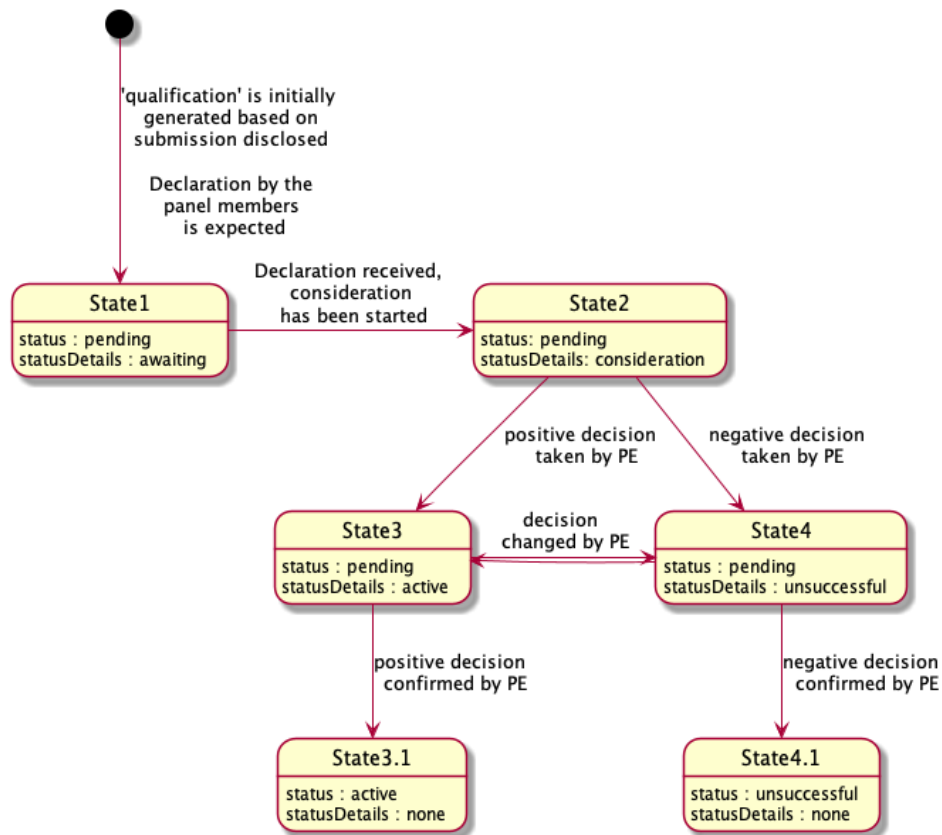 'qualification' is initially
generated based on
submission disclosed
Declaration by the
panel members
is expected
State1
status : pending
statusDetails : awaiting
Declaration received,
consideration
has been started
State2
status: pending
statusDetails: consideration
positive decision
taken by PE
negative decision
taken by PE
State3
status : pending
statusDetails : active
decision
changed by PE
State4
status : pending
statusDetails : unsuccessful
positive decision
confirmed by PE
negative decision
confirmed by PE
State3.1
status : active
statusDetails : none
State4.1
status : unsuccessful
statusDetails : none